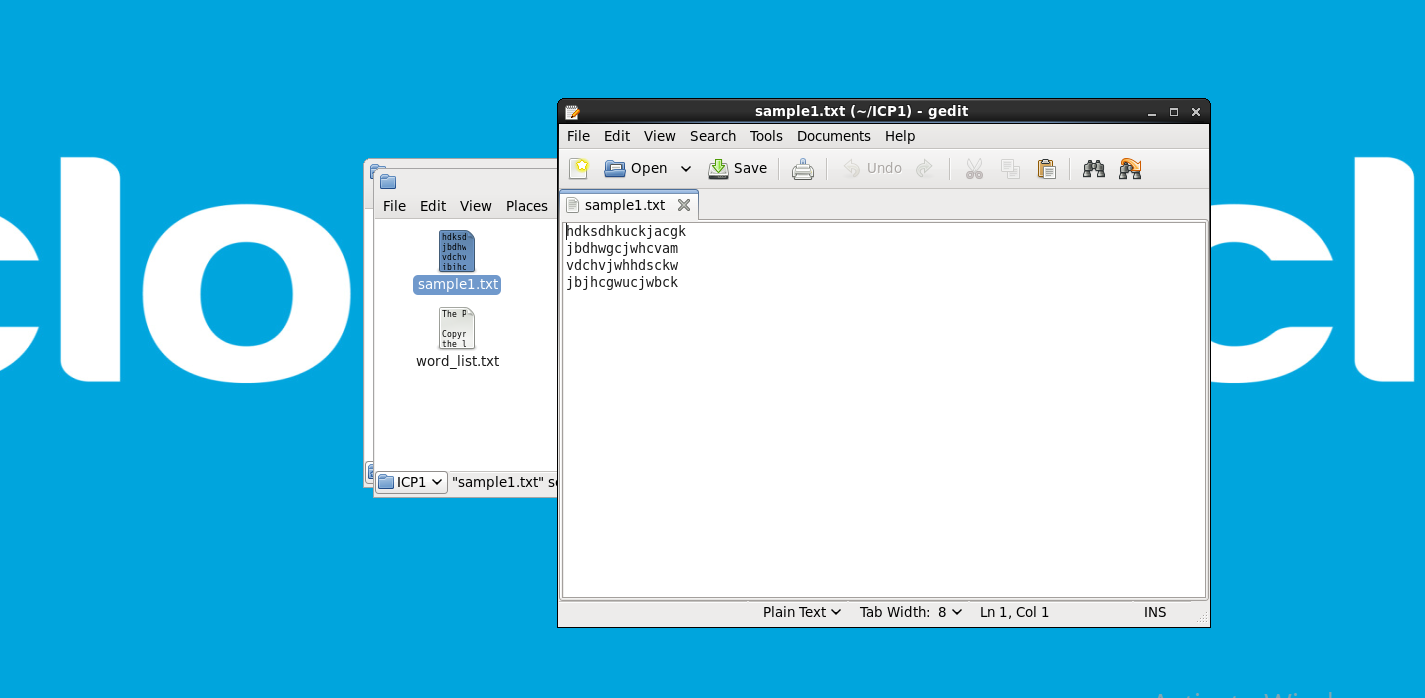 clo
cl
sample1.txt (~/ICP1) - gedit
File Edit View Search Tools Documents Help
Open Save Undo
sample1.txt
hdksdhkuckjacgk
jbdhwgcjwhcvam
vdchvjwhhdsckw
jbjhcgwucjwbck
Plain Text Tab Width: 8 Ln 1, Col 1 INS
File Edit View Places
hdksd
jbdhw
vdchv
jbjhc
sample1.txt
The P
Copyr
the l
word_list.txt
ICP1 "sample1.txt" se